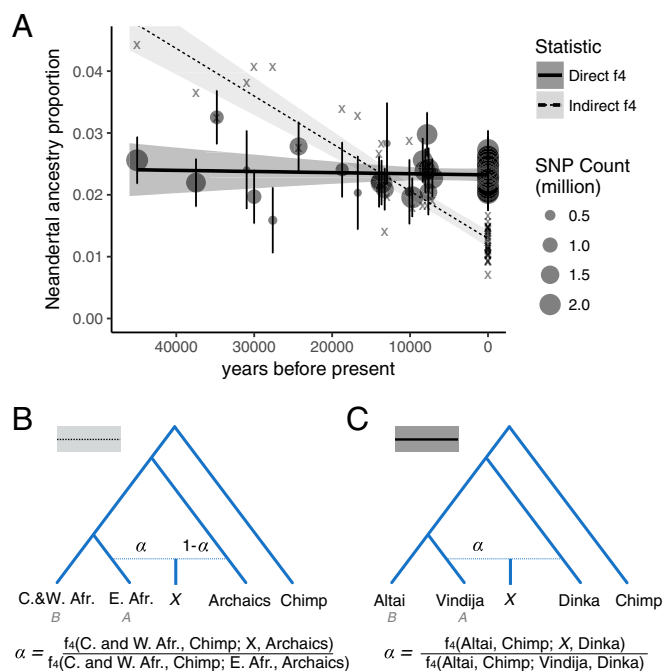 A
Neandertal ancestry proportion
0.04
0.03
0.02
0.01
0.00
40000 30000 20000 10000 0
years before present
Statistic
Direct f4
Indirect f4
SNP Count
(million)
0.5
1.0
1.5
2.0
B
α 1-α
C.&W. Afr. E. Afr. X Archaics Chimp
B A
α = f₄(C. and W. Afr., Chimp; X, Archaics)
f₄(C. and W. Afr., Chimp; E. Afr., Archaics)
C
α
Altai Vindija X Dinka Chimp
B A
α = f₄(Altai, Chimp; X, Dinka)
f₄(Altai, Chimp; Vindija, Dinka)